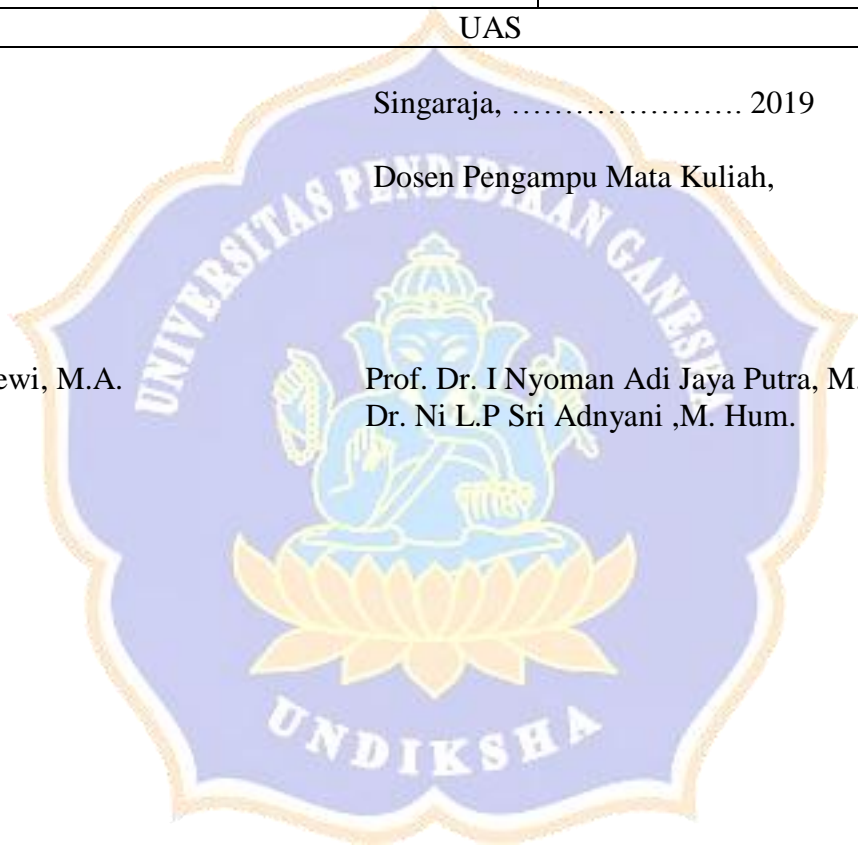 UAS
Singaraja, ………………… 2019
Dosen Pengampu Mata Kuliah,
ewi, M.A. Prof. Dr. I Nyoman Adi Jaya Putra, M.
Dr. Ni L.P Sri Adnyani ,M. Hum.
UNIVERSITAS PENDIDIKAN GANESHA
UNDIKSHA